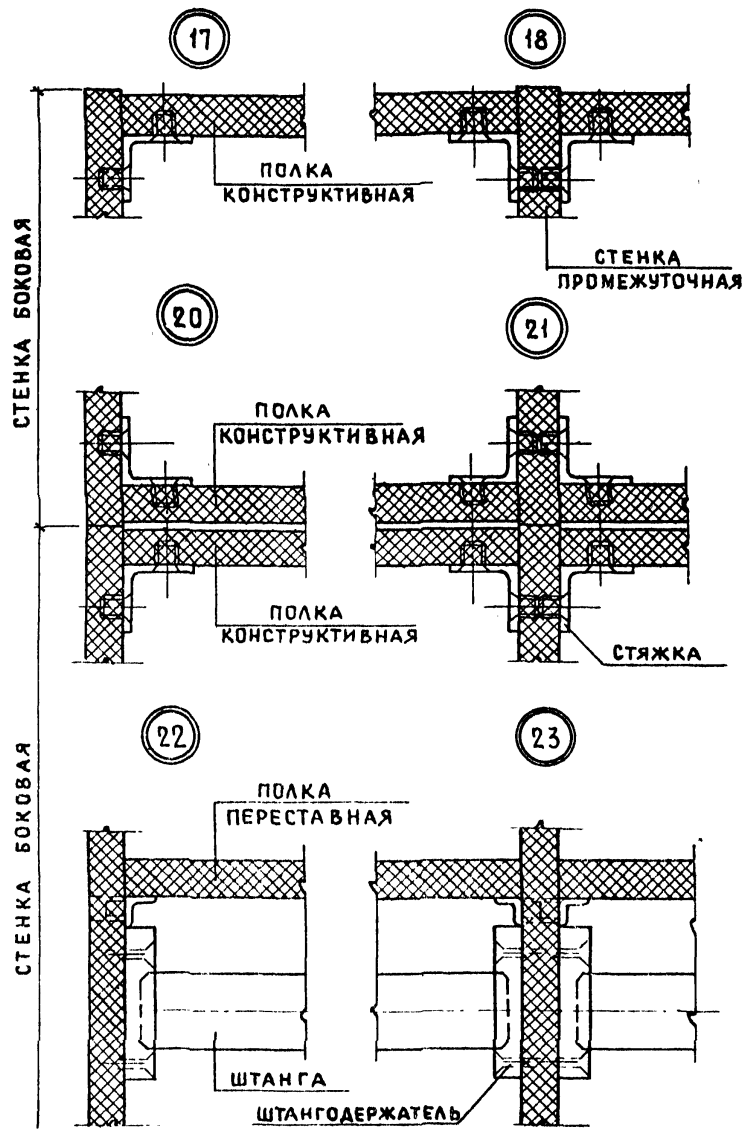 17
18
ПОЛКА
КОНСТРУКТИВНАЯ
СТЕНКА
ПРОМЕЖУТОЧНАЯ
СТЕНКА БОКОВАЯ
20
21
ПОЛКА
КОНСТРУКТИВНАЯ
ПОЛКА
КОНСТРУКТИВНАЯ
СТЯЖКА
22
23
ПОЛКА
ПЕРЕСТАВНАЯ
СТЕНКА БОКОВАЯ
ШТАНГА
ШТАНГОДЕРЖАТЕЛЬ